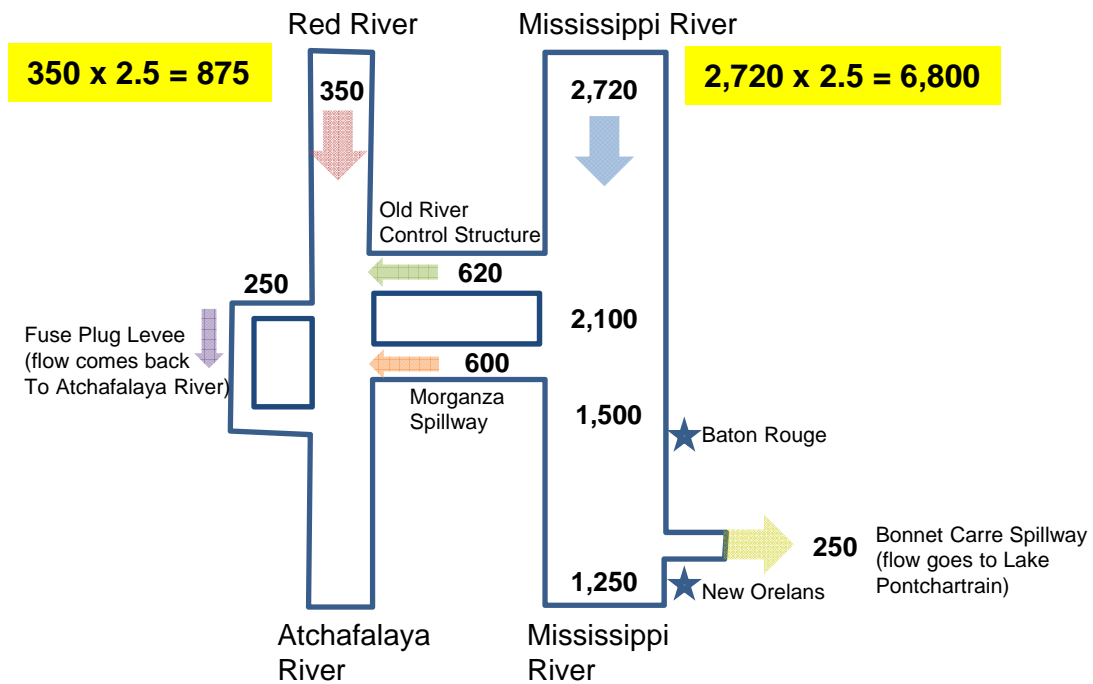 Red River
Mississippi River
350 x 2.5 = 875
2,720 x 2.5 = 6,800
350
2,720
Old River
Control Structure
620
250
2,100
Fuse Plug Levee
(flow comes back
To Atchafalaya River)
600
Morganza
Spillway
1,500
Baton Rouge
250
Bonnet Carre Spillway
(flow goes to Lake
Pontchartrain)
1,250
New Orelans
Atchafalaya
River
Mississippi
River